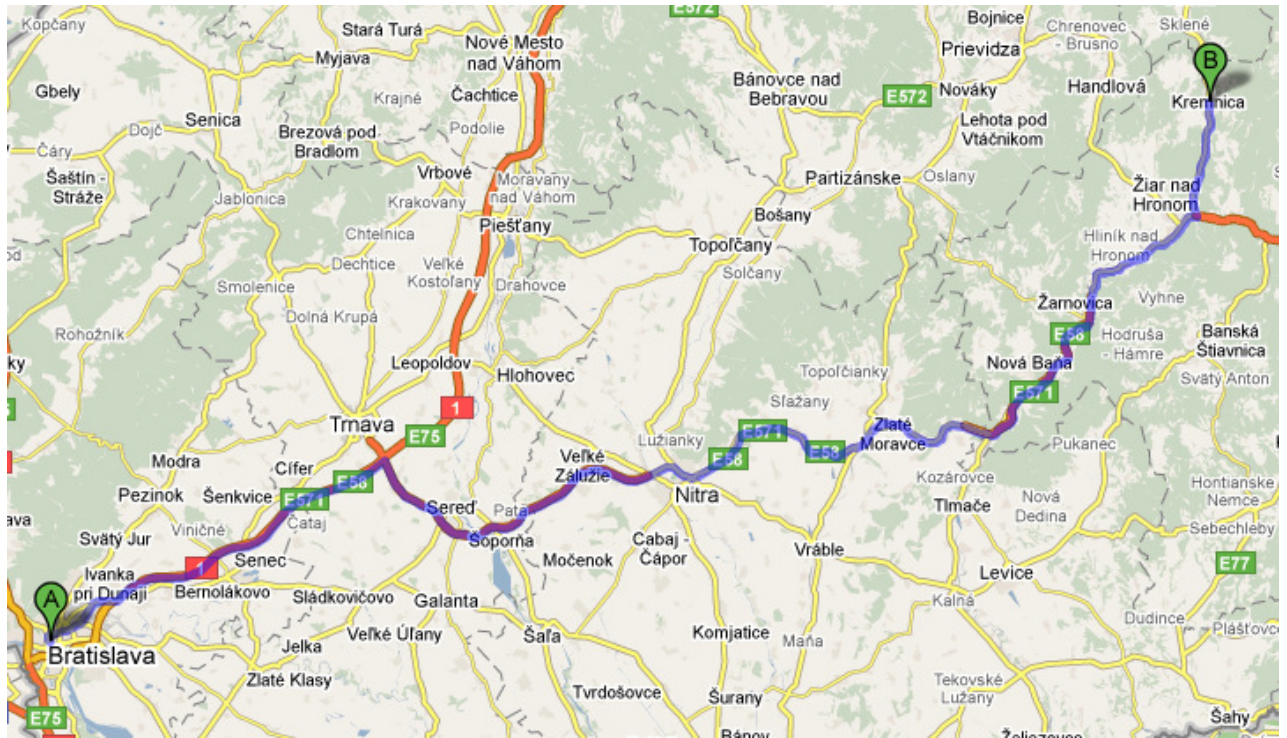 E572
Kopčany
Stará Turá
Nové Mesto
nad Váhom
Bojnice
Chrenovec
- Brusno
Sklené
Prievidza
B
Myjava
Bánovce nad
Bebravou
E572
Nováky
Handlová
Gbely
Krajné
Čachtice
Kremnica
Senica
Lehota pod
Vtáčnikom
Dojč
Brezová pod
Bradlom
Podolie
Čáry
Vrbové
Moravany
nad Váhom
Partizánske
Oslany
Šaštín -
Stráže
Jablonica
Krakovany
Žiar nad
Hronom
Piešťany
Bošany
Chtelnica
Topoľčany
Hliník nad
Hronom
Dechtice
Veľké
Kostoľany
Drahovce
Solčany
Smolenice
Žarnovica
Vyhne
Dolná Krupá
Rohožník
E58
Hodruša
- Hámre
Banská
Štiavnica
ky
Leopoldov
Hlohovec
Nová Baňa
Topoľčianky
Svätý Anton
E571
1
Sľažany
Trnava
E75
Zlaté
Moravce
Lužianky
E571
Pukanec
Modra
Cífer
Veľké
Zálužie
E58
E58
Kozárovce
Pezinok
Šenkvice
E571
E58
Nitra
Hontianske
Nemce
Sereď
Pata
Tlmače
Nová
Dedina
ava
Viničné
Čataj
Sebechleby
Svätý Jur
Šoporňa
Cabaj -
Čápor
Vráble
Senec
Močenok
E77
1
Ivanka
pri Dunaji
Bernolákovo
Levice
A
Sládkovičovo
Galanta
Kalná
Dudince
Veľké Úľany
Šaľa
Komjatice
Plášťovce
Jelka
Maňa
Bratislava
Zlaté Klasy
Tekovské
Lužany
Tvrdošovce
Šurany
E75
Šahy
Bánov
Želiezovce